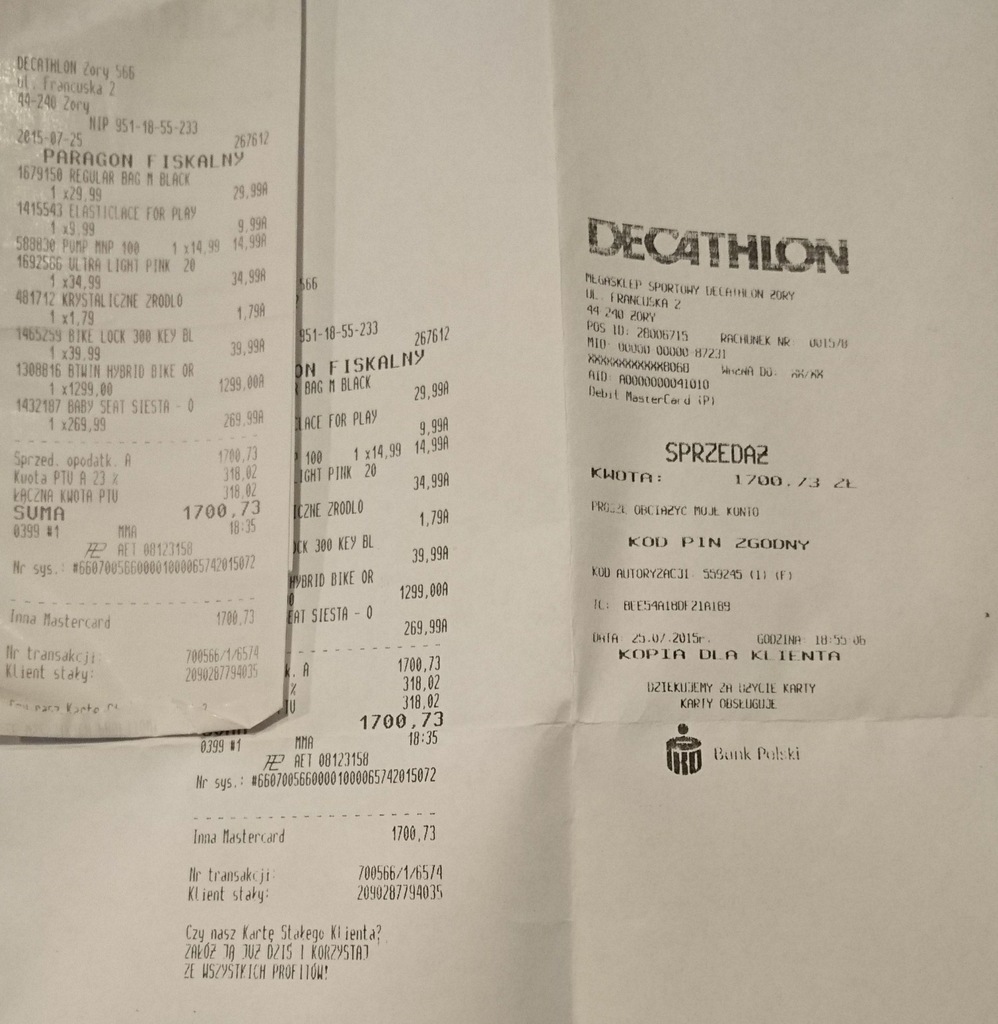 DECATHLON Żory 566
ul. Francuska 2
44-240 Żory
NIP 951-18-55-233
2015-07-25 267612
PARAGON FISKALNY
1679150 REGULAR BAG M BLACK
1 x29,99 29,99A
1415543 ELASTICLACE FOR PLAY
1 x9,99 9,99A
588830 PUMP MNP 100 1 x14,99 14,99A
1692566 ULTRA LIGHT PINK 20
1 x34,99 34,99A
481712 KRYSTALICZNE ZRODLO
1 x1,79 1,79A
1465259 BIKE LOCK 300 KEY BL
1 x39,99 39,99A
1308816 BTWIN HYBRID BIKE OR
1 x1299,00 1299,00A
1432187 BABY SEAT SIESTA - O
1 x269,99 269,99A
Sprzed. opodatk. A 1700,73
Kwota PTU A 23 % 318,02
ŁĄCZNA KWOTA PTU 318,02
SUMA 1700,73
0399 #1 MMA 18:35
AET 08123158
Nr sys.: #66070056600001000065742015072
Inna Mastercard 1700,73
Nr transakcji: 700566/1/6574
Klient stały: 2090287794035
566
951-18-55-233
267612
ON FISKALNY
BAG M BLACK
29,99A
LACE FOR PLAY
9,99A
100 1 x14,99 14,99A
IGHT PINK 20
34,99A
ICZNE ZRODLO
1,79A
OCK 300 KEY BL
39,99A
HYBRID BIKE OR
1299,00A
EAT SIESTA - O
269,99A
k. A 1700,73
% 318,02
TU 318,02
1700,73
0399 #1 MMA 18:35
AET 08123158
Nr sys.: #66070056600001000065742015072
Inna Mastercard 1700,73
Nr transakcji: 700566/1/6574
Klient stały: 2090287794035
Czy nasz Kartę Stałego Klienta?
ZAŁÓŻ JĄ JUŻ DZIŚ I KORZYSTAJ
ZE WSZYSTKICH PROFITÓW!
DECATHLON
MEGASKLEP SPORTOWY DECATHLON ZORY
UL. FRANCUSKA 2
44 240 ZORY
POS ID: 28006715 RACHUNEK NR:
MID: 00000 00000 87231
XXXXXXXXXXXX8068 WAŻNA DO: XX/XX
AID: A0000000041010
Debit MasterCard (P)
SPRZEDAŻ
KWOTA: 1700.73 ZŁ
PROSZĘ OBCIĄŻYĆ MOJE KONTO
KOD PIN ZGODNY
KOD AUTORYZACJI: 559245 (1) (F)
TC: 8CE54A18DF21A189
DATA 25.07.2015r. GODZINA 18:55:06
KOPIA DLA KLIENTA
DZIĘKUJEMY ZA UŻYCIE KARTY
KARTY OBSŁUGUJE
Bank Polski